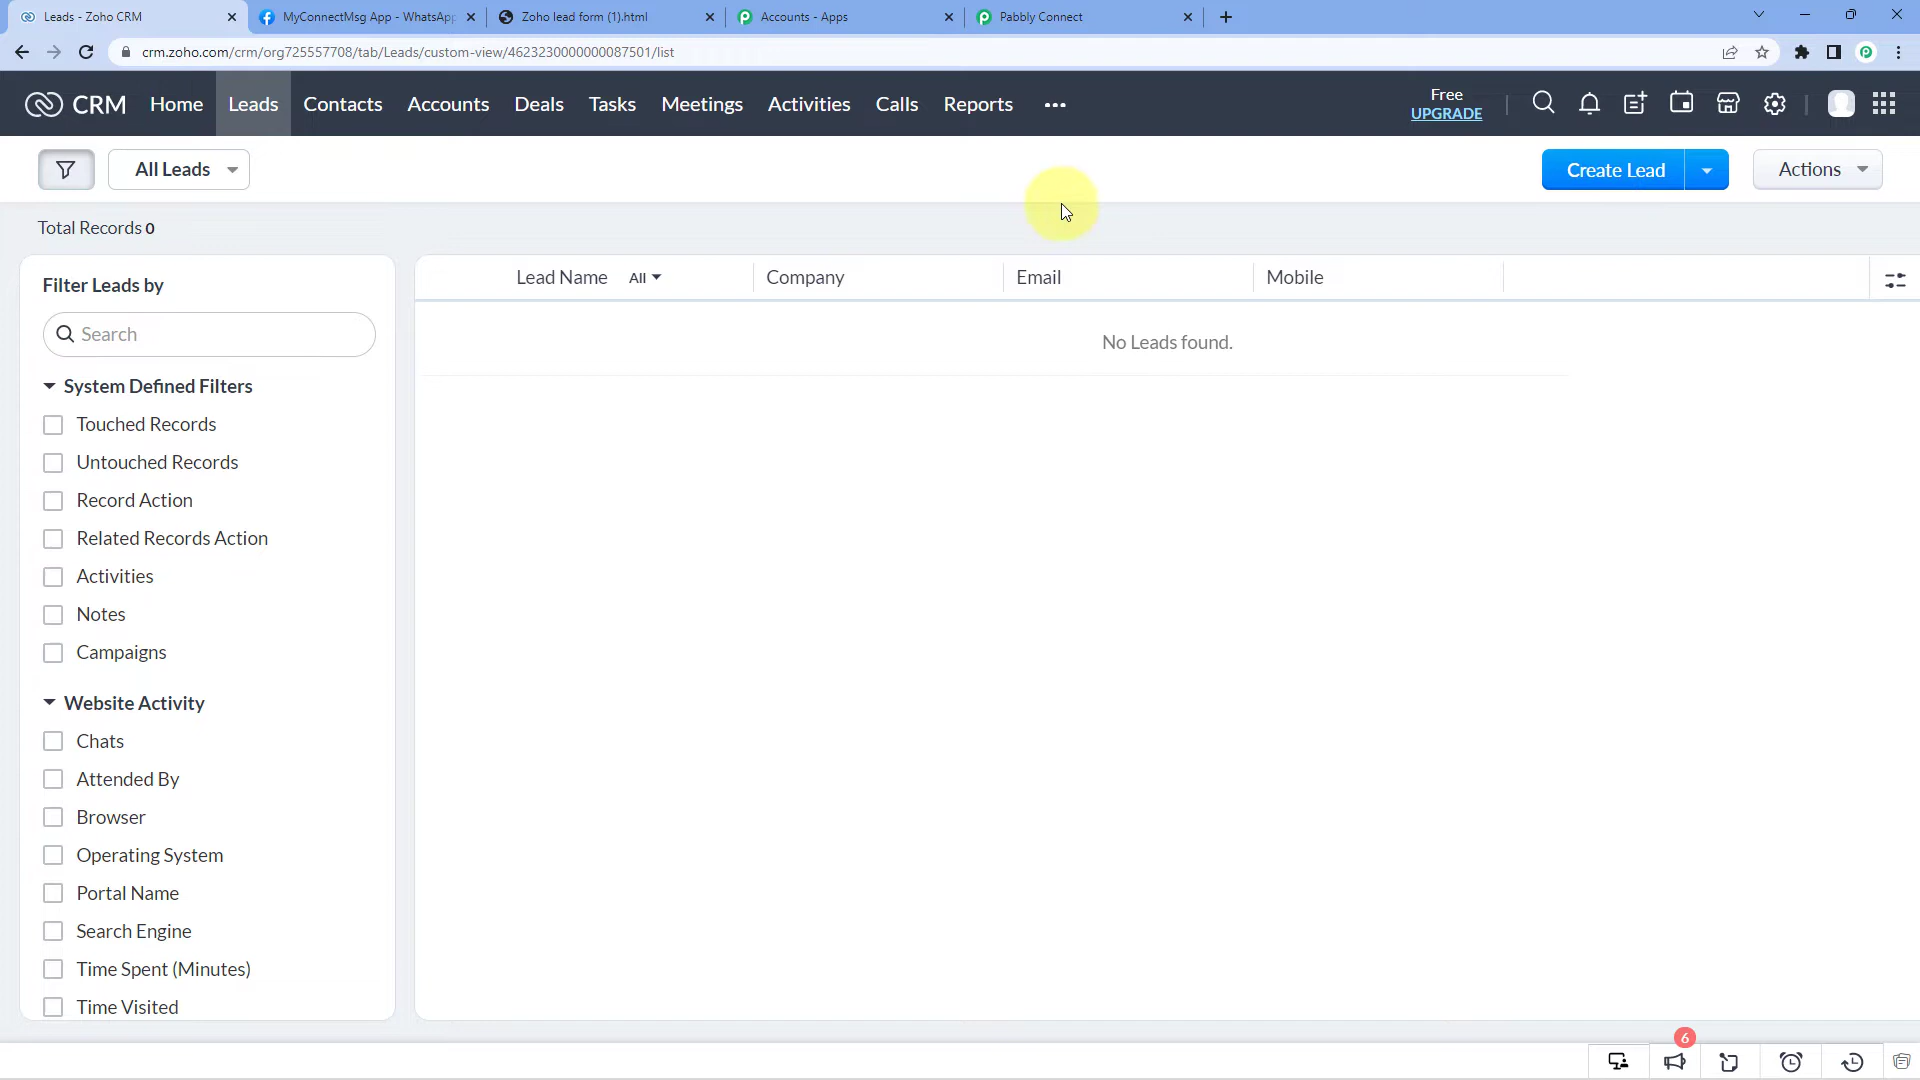 Leads - Zoho CRM
MyConnectMsg App - WhatsApp
Zoho lead form (1).html
Accounts - Apps
Pabbly Connect
crm.zoho.com/crm/org725557708/tab/Leads/custom-view/4623230000000087501/list
CRM
Home
Leads
Contacts
Accounts
Deals
Tasks
Meetings
Activities
Calls
Reports
Free
UPGRADE
All Leads
Create Lead
Actions
Total Records 0
Filter Leads by
Search
System Defined Filters
Touched Records
Untouched Records
Record Action
Related Records Action
Activities
Notes
Campaigns
Website Activity
Chats
Attended By
Browser
Operating System
Portal Name
Search Engine
Time Spent (Minutes)
Time Visited
Lead Name
All
Company
Email
Mobile
No Leads found.
6